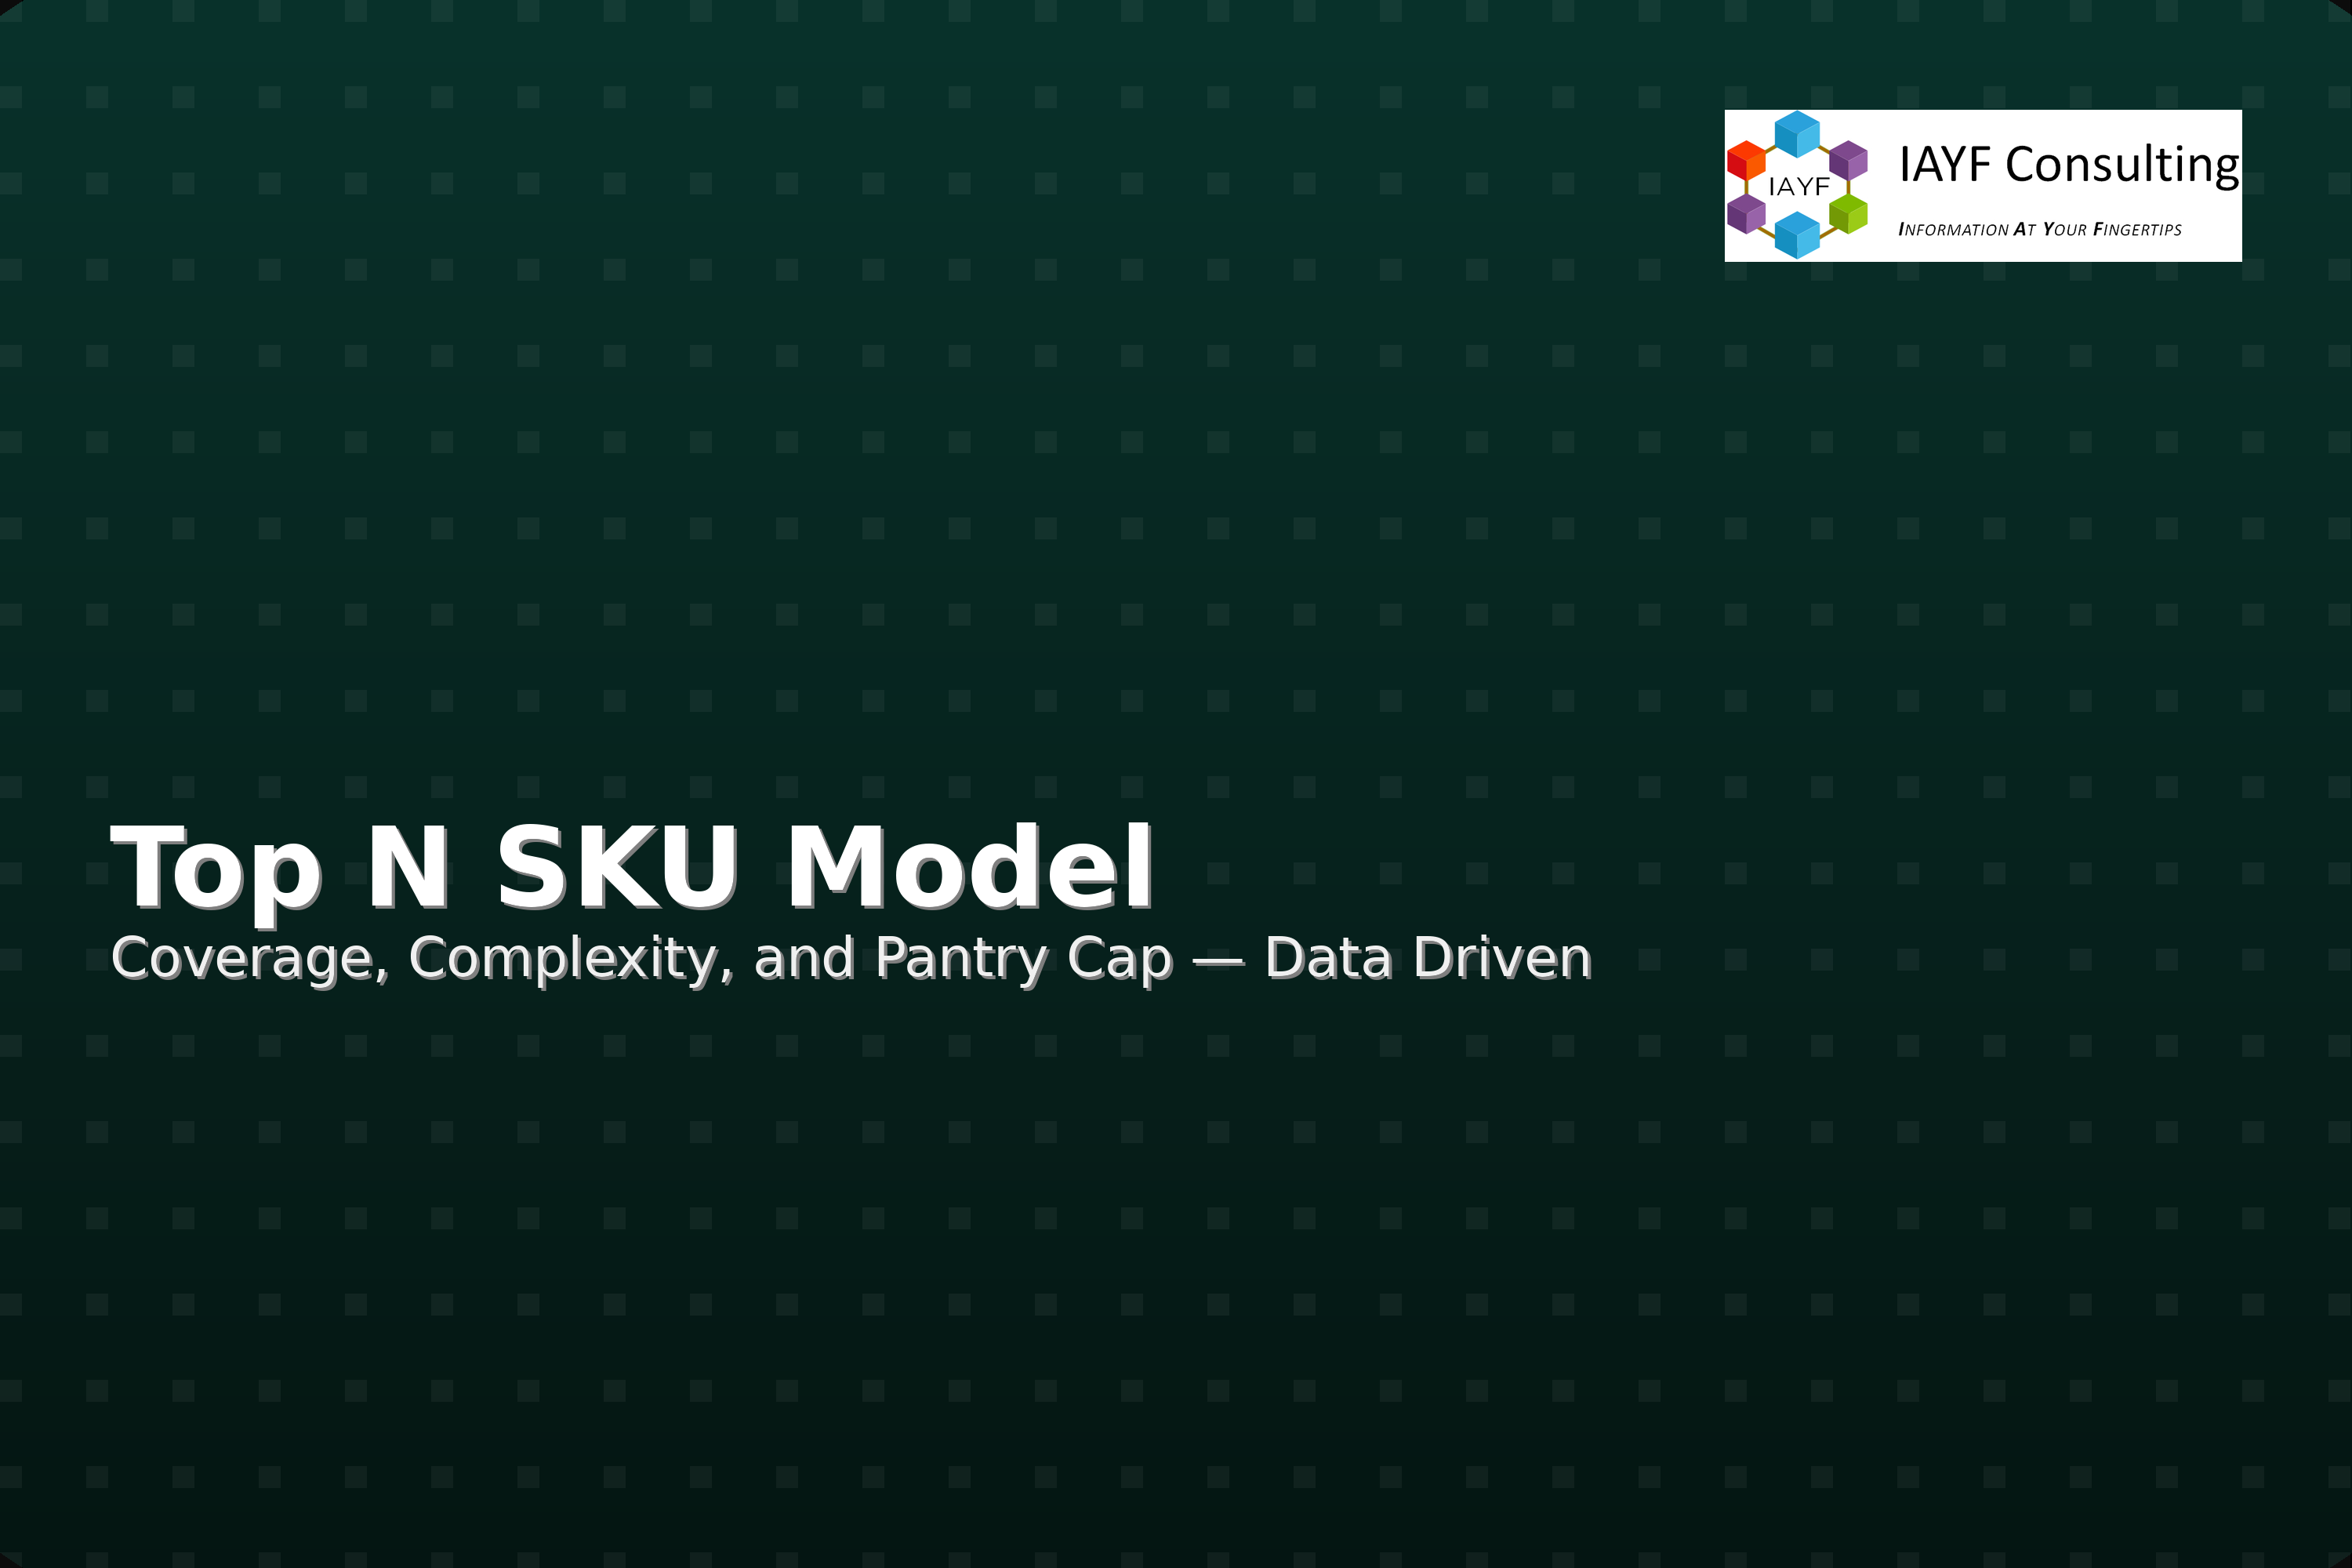 IAYF
IAYF Consulting
INFORMATION AT YOUR FINGERTIPS
Top N SKU Model
Coverage, Complexity, and Pantry Cap — Data Driven